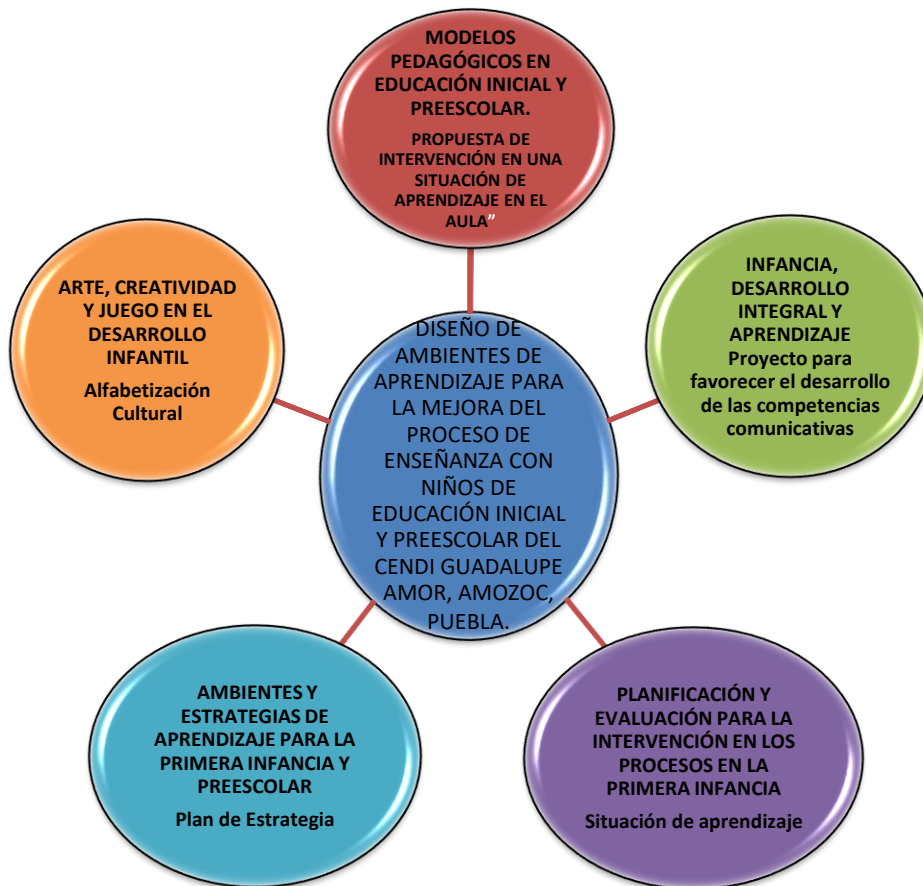 MODELOS
PEDAGÓGICOS EN
EDUCACIÓN INICIAL Y
PREESCOLAR.
PROPUESTA DE
INTERVENCIÓN EN UNA
SITUACIÓN DE
APRENDIZAJE EN EL
AULA”
ARTE, CREATIVIDAD
Y JUEGO EN EL
DESARROLLO
INFANTIL
Alfabetización
Cultural
INFANCIA,
DESARROLLO
INTEGRAL Y
APRENDIZAJE
Proyecto para
favorecer el desarrollo
de las competencias
comunicativas
DISEÑO DE
AMBIENTES DE
APRENDIZAJE PARA
LA MEJORA DEL
PROCESO DE
ENSEÑANZA CON
NIÑOS DE
EDUCACIÓN INICIAL
Y PREESCOLAR DEL
CENDI GUADALUPE
AMOR, AMOZOC,
PUEBLA.
AMBIENTES Y
ESTRATEGIAS DE
APRENDIZAJE PARA LA
PRIMERA INFANCIA Y
PREESCOLAR
Plan de Estrategia
PLANIFICACIÓN Y
EVALUACIÓN PARA LA
INTERVENCIÓN EN LOS
PROCESOS EN LA
PRIMERA INFANCIA
Situación de aprendizaje